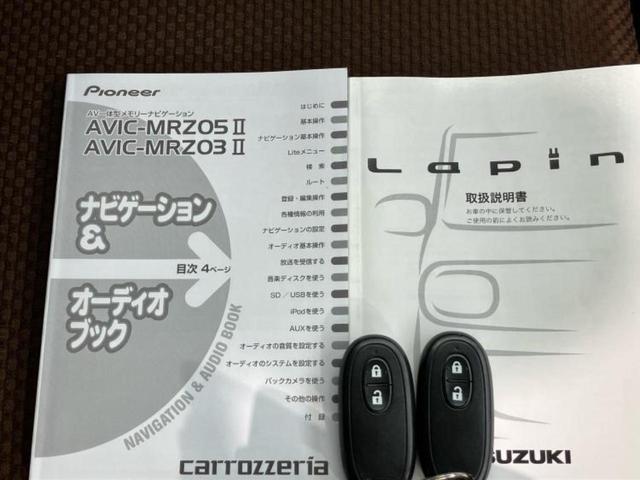 Pioneer
AV一体型メモリーナビゲーション
AVIC-MRZ05Ⅱ
AVIC-MRZ03Ⅱ
ナビゲーション
&
目次 4ページ
オーディオ
ブック
NAVIGATION & AUDIO BOOK
はじめに
基本操作
ナビゲーション基本操作
Liteメニュー
検索
ルート
登録・編集操作
各種情報の利用
ナビゲーションの設定
オーディオ基本操作
放送を受信する
音楽ディスクを使う
SD/USBを使う
iPodを使う
AUXを使う
オーディオの音質を設定する
オーディオのシステムを設定する
バックカメラを使う
その他の操作
付録
carrozzeria
Lapin
取扱説明書
お車の中に保管してください。
ご使用の前によくお読みください。
SUZUKI